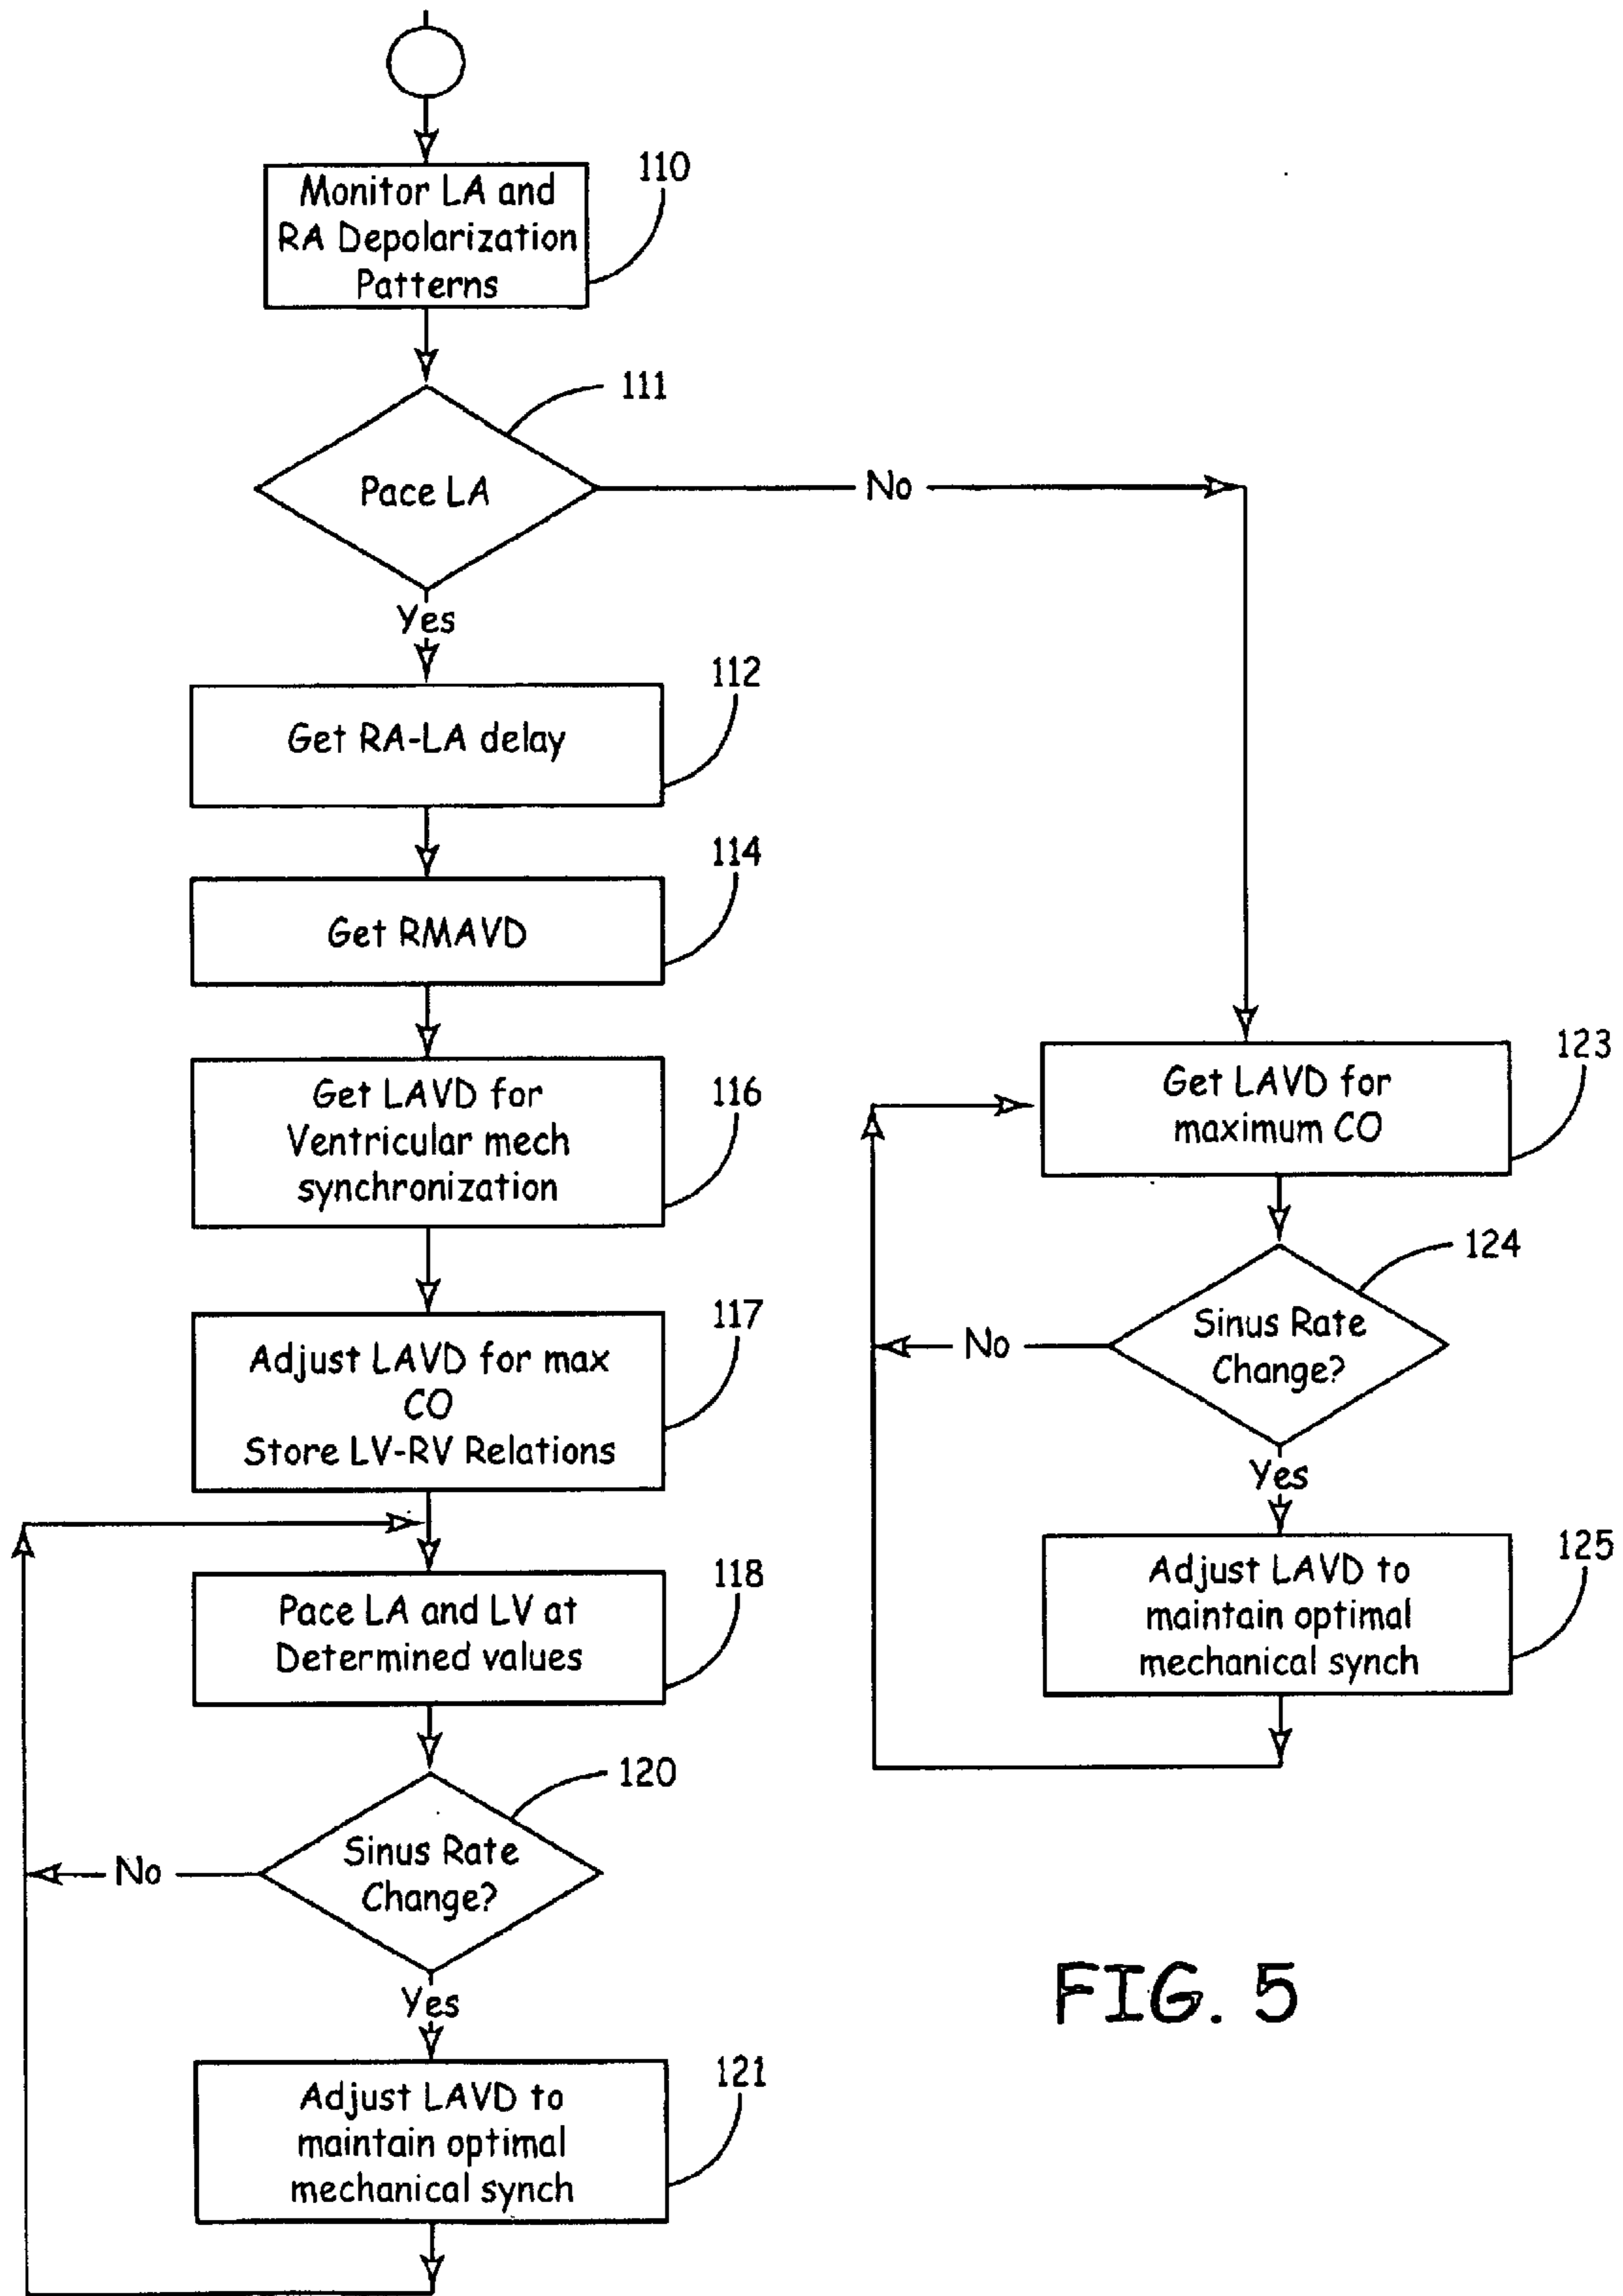 Monitor LA and
RA Depolarization
Patterns
110
Pace LA
111
No
Yes
Get RA-LA delay
112
Get RMAVD
114
Get LAVD for
Ventricular mech
synchronization
116
Adjust LAVD for max
CO
Store LV-RV Relations
117
Pace LA and LV at
Determined values
118
Sinus Rate
Change?
120
No
Yes
Adjust LAVD to
maintain optimal
mechanical synch
121
Get LAVD for
maximum CO
123
Sinus Rate
Change?
124
No
Yes
Adjust LAVD to
maintain optimal
mechanical synch
125
FIG. 5